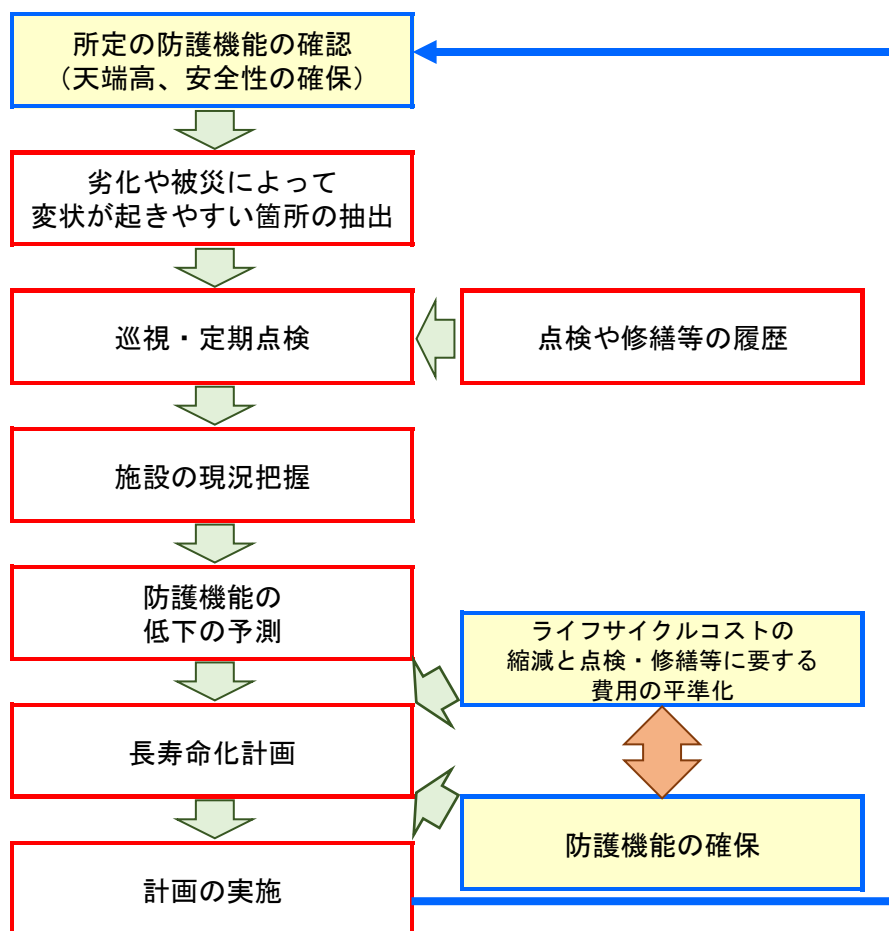 所定の防護機能の確認
（天端高、安全性の確保）
劣化や被災によって
変状が起きやすい箇所の抽出
巡視・定期点検
点検や修繕等の履歴
施設の現況把握
防護機能の
低下の予測
ライフサイクルコストの
縮減と点検・修繕等に要する
費用の平準化
長寿命化計画
防護機能の確保
計画の実施